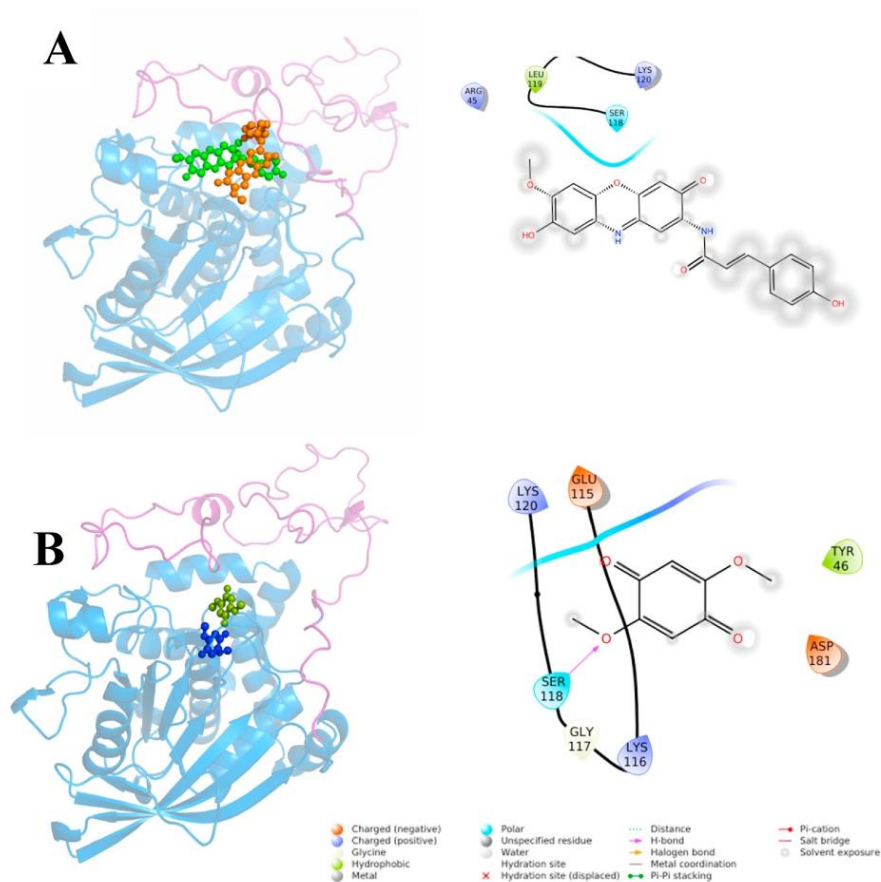 A
LEU
119
LYS
120
ARG
45
SER
118
O
O
O
O
HO
N
H
NH
O
OH
B
LYS
120
GLU
115
TYR
46
O
O
O
O
ASP
181
SER
118
GLY
117
LYS
116
Charged (negative)
Charged (positive)
Glycine
Hydrophobic
Metal
Polar
Unspecified residue
Water
Hydration site
Hydration site (displaced)
Distance
H-bond
Halogen bond
Metal coordination
Pi-Pi stacking
Pi-cation
Salt bridge
Solvent exposure